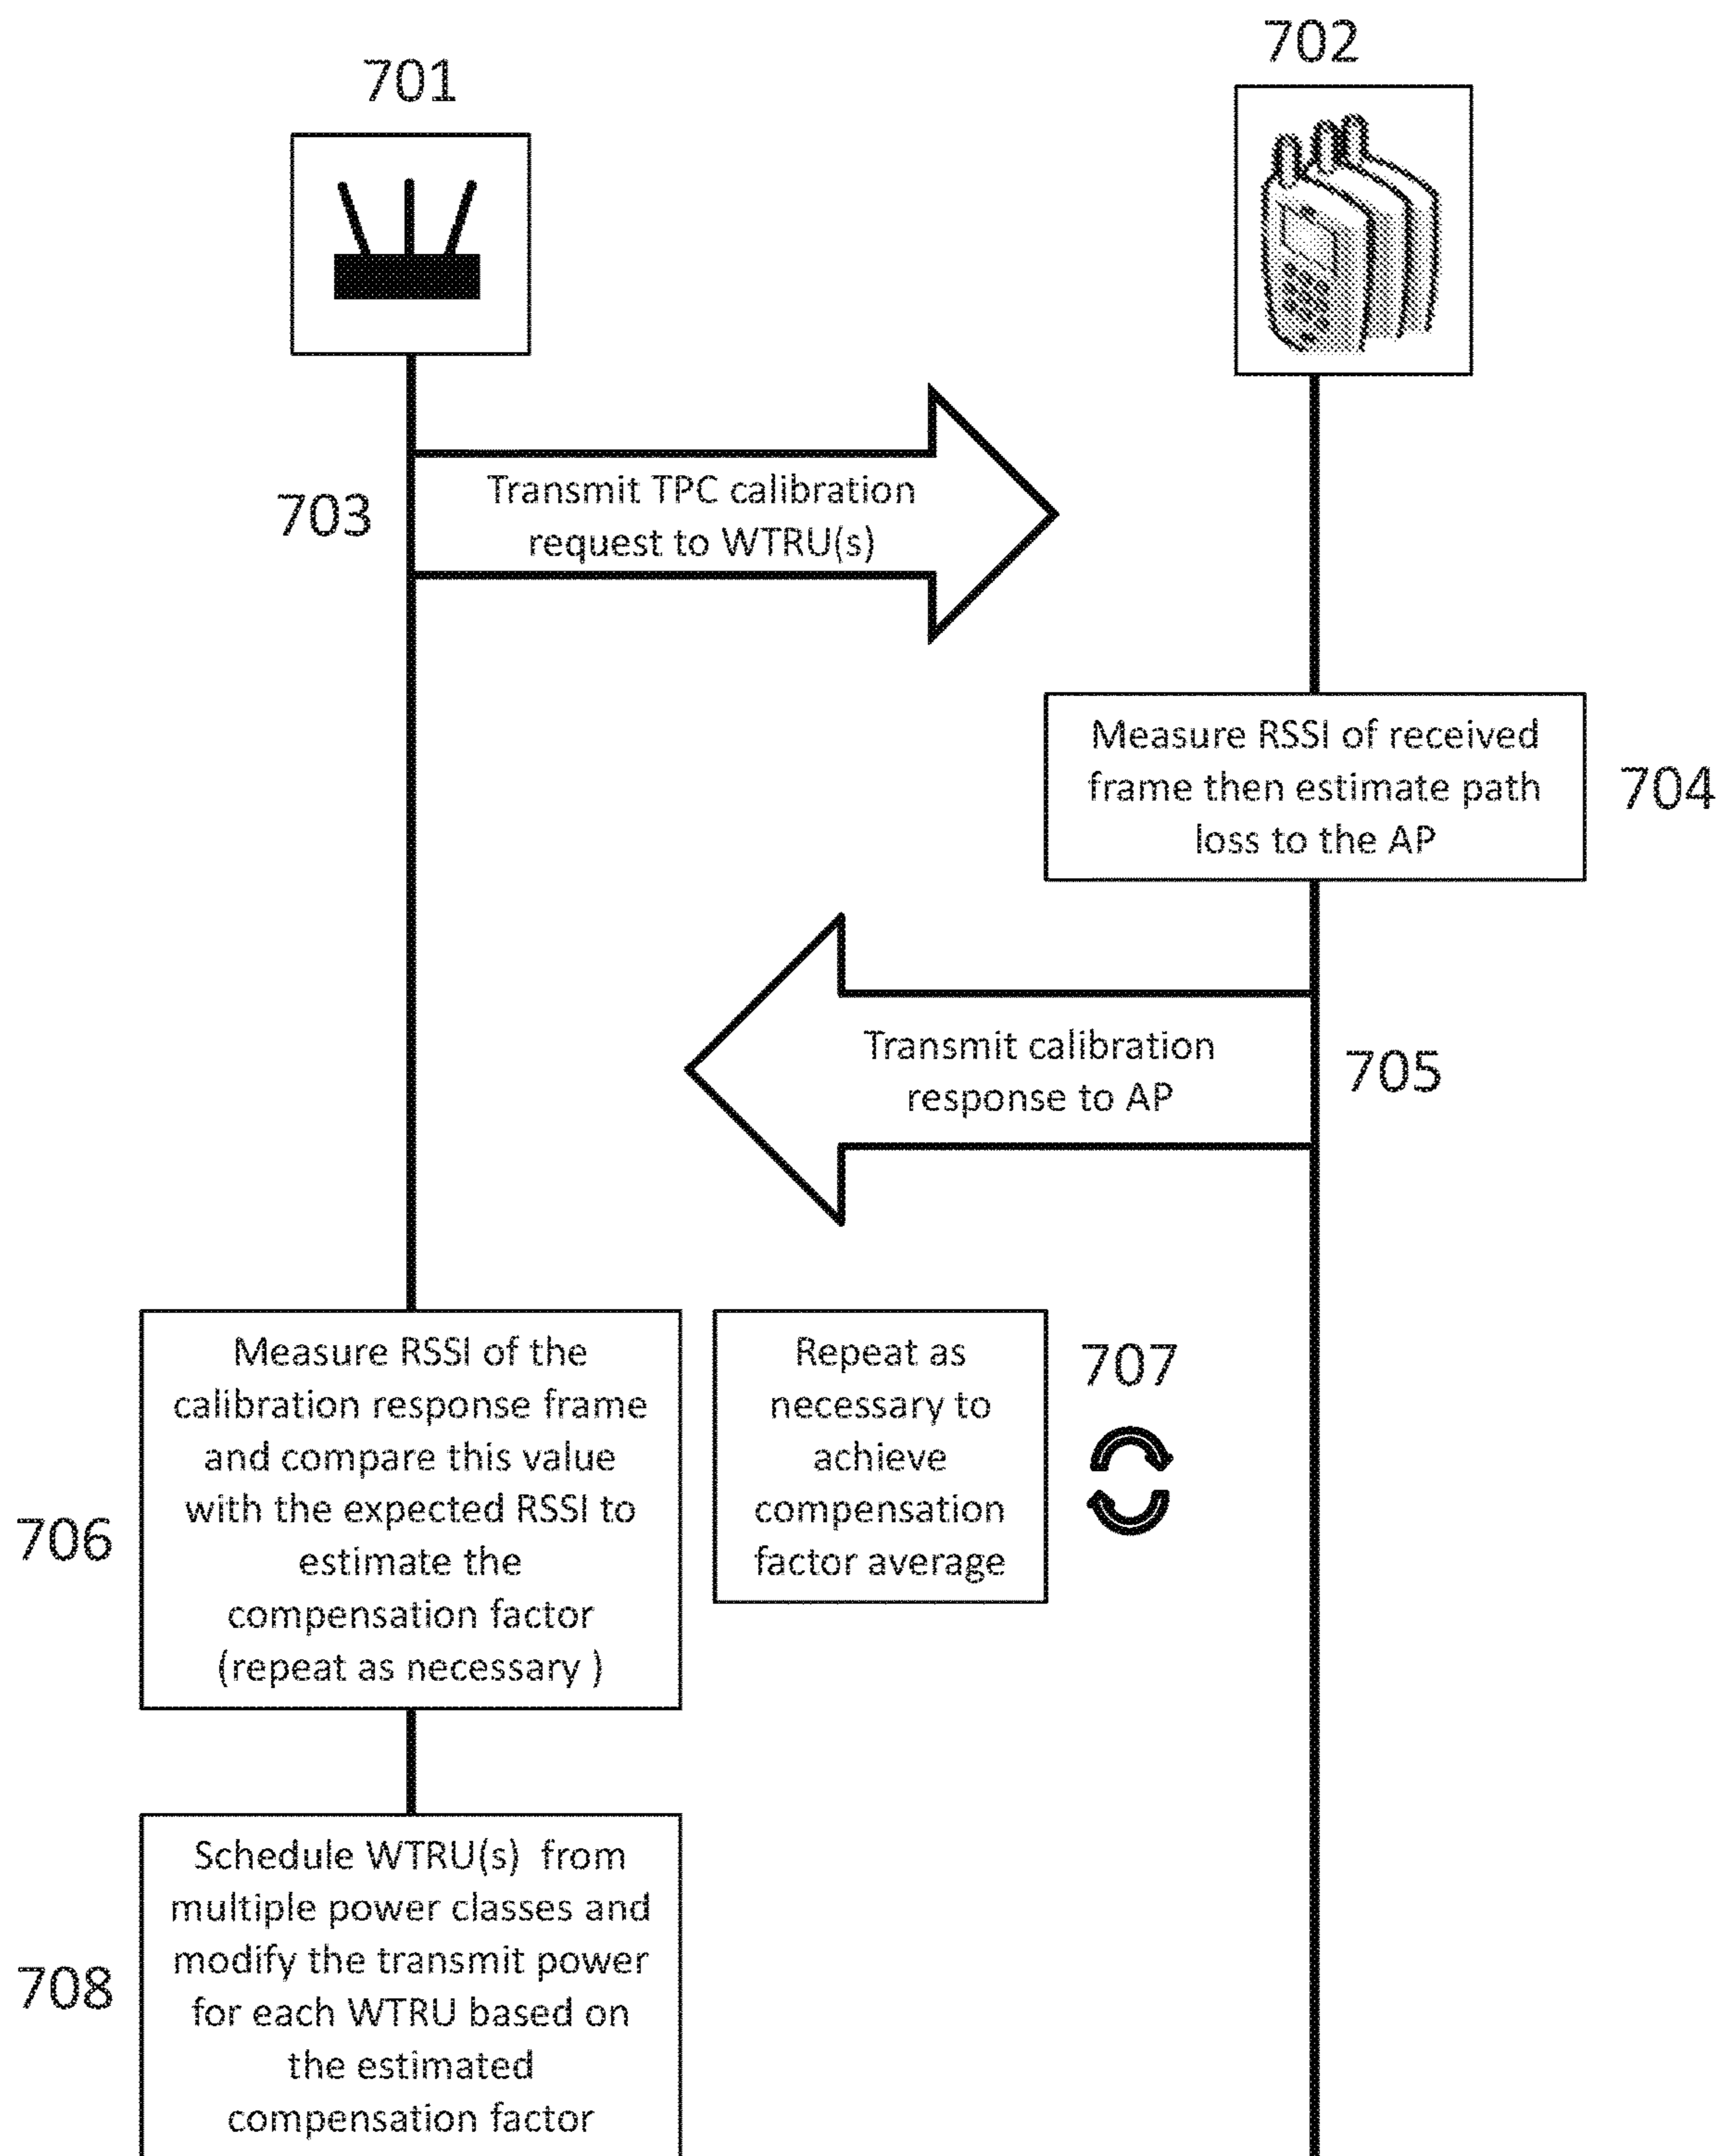 702
701
703
Transmit TPC calibration
request to WTRU(s)
Measure RSSI of received
frame then estimate path
loss to the AP
704
Transmit calibration
response to AP
705
706
Measure RSSI of the
calibration response frame
and compare this value
with the expected RSSI to
estimate the
compensation factor
(repeat as necessary )
Repeat as
necessary to
achieve
compensation
factor average
707
708
Schedule WTRU(s) from
multiple power classes and
modify the transmit power
for each WTRU based on
the estimated
compensation factor